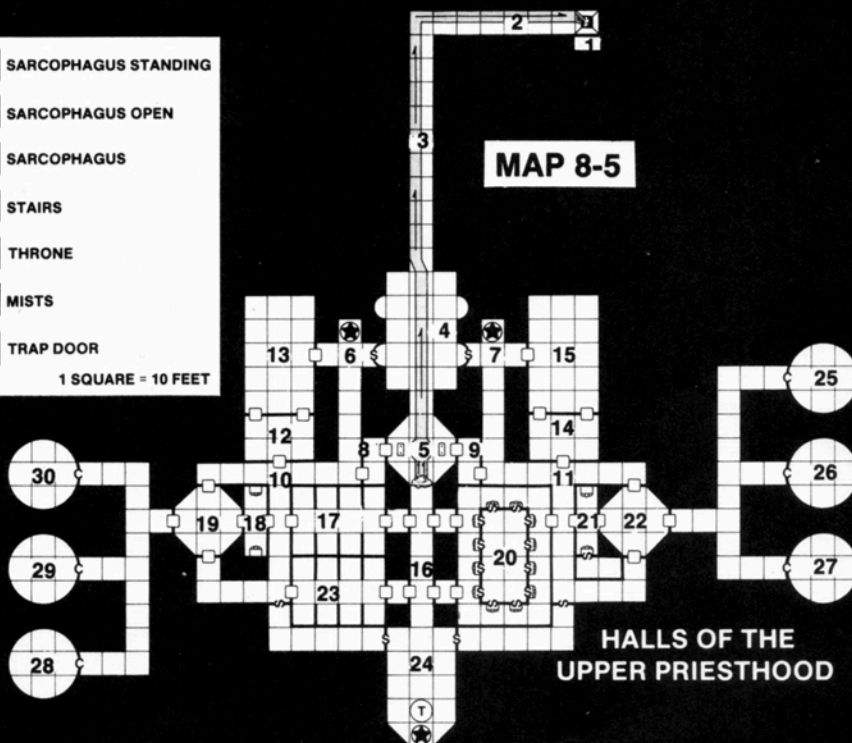 SARCOPHAGUS STANDING
SARCOPHAGUS OPEN
SARCOPHAGUS
STAIRS
THRONE
MISTS
TRAP DOOR
1 SQUARE = 10 FEET
MAP 8-5
2
1
3
4
13
6
7
15
12
8
5
9
14
10
11
30
19
18
17
20
21
22
25
26
29
16
23
27
28
24
T
S
S
S
S
S
S
C
C
C
C
C
C
HALLS OF THE
UPPER PRIESTHOOD